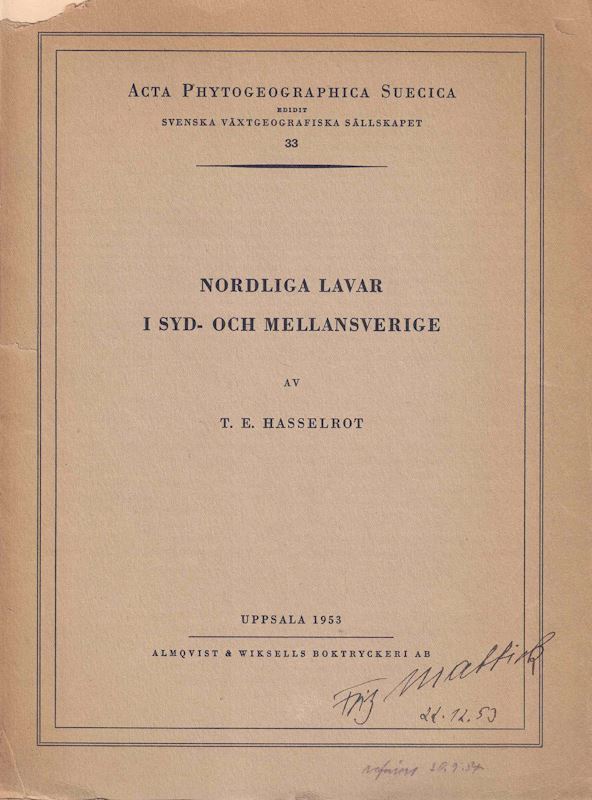 ACTA PHYTOGEOGRAPHICA SUECICA
EDIDIT
SVENSKA VÄXTGEOGRAFISKA SÄLLSKAPET
33
NORDLIGA LAVAR
I SYD- OCH MELLANSVERIGE
AV
T. E. HASSELROT
UPPSALA 1953
ALMQVIST & WIKSELLS BOKTRYCKERI AB
Fritz Mattick
22.12.53